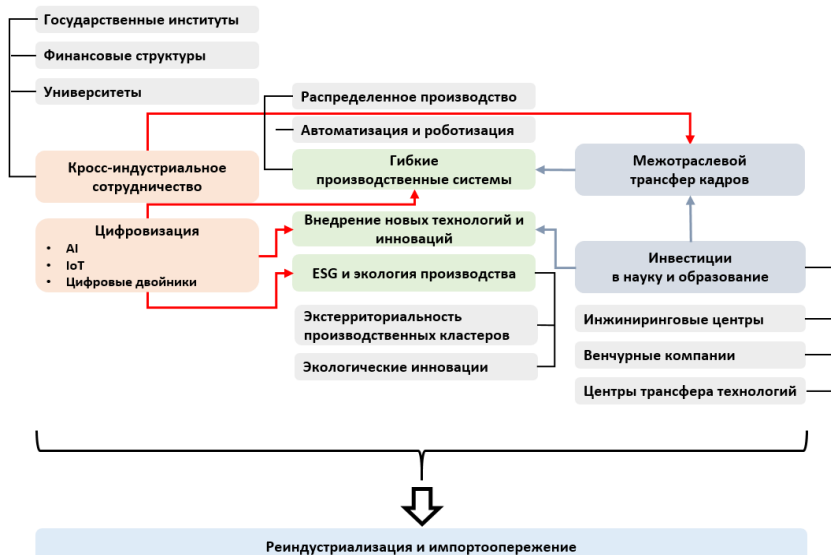 Государственные институты
Финансовые структуры
Университеты
Кросс-индустриальное
сотрудничество
Цифровизация
• AI
• IoT
• Цифровые двойники
Распределенное производство
Автоматизация и роботизация
Гибкие
производственные системы
Внедрение новых технологий и
инноваций
ESG и экология производства
Экстерриториальность
производственных кластеров
Экологические инновации
Межотраслевой
трансфер кадров
Инвестиции
в науку и образование
Инжиниринговые центры
Венчурные компании
Центры трансфера технологий
Реиндустриализация и импортоопережение